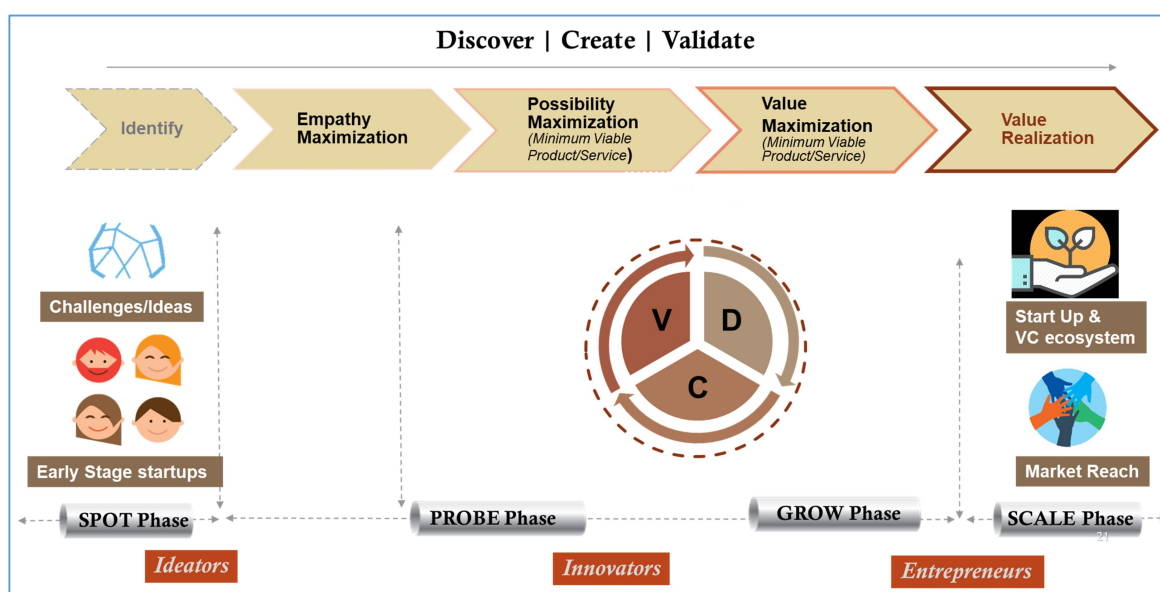 Discover | Create | Validate
Identify
Empathy
Maximization
Possibility
Maximization
(Minimum Viable
Product/Service)
Value
Maximization
(Minimum Viable
Product/Service)
Value
Realization
Challenges/Ideas
Early Stage startups
V
D
C
Start Up &
VC ecosystem
Market Reach
SPOT Phase
PROBE Phase
GROW Phase
SCALE Phase
21
Ideators
Innovators
Entrepreneurs